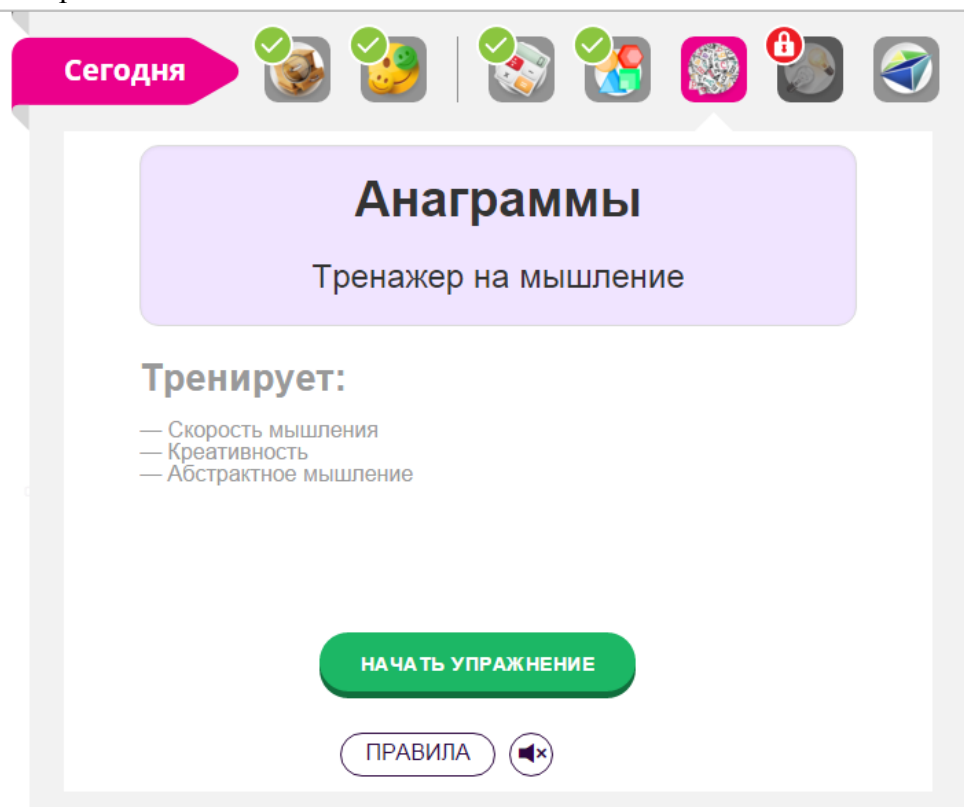 Сегодня
Анаграммы
Тренажер на мышление
Тренирует:
— Скорость мышления
— Креативность
— Абстрактное мышление
НАЧАТЬ УПРАЖНЕНИЕ
ПРАВИЛА